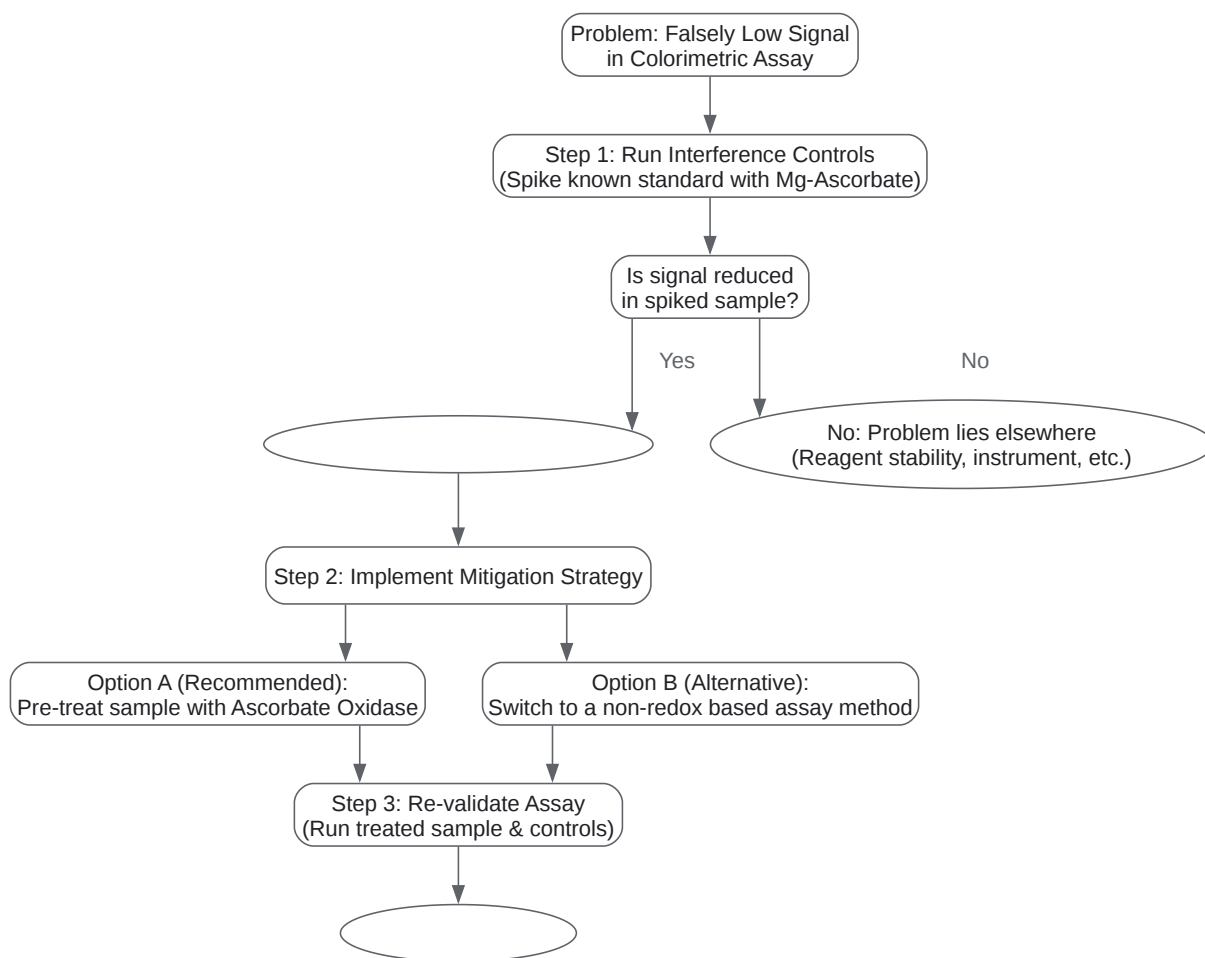 Problem: Falsely Low Signal
in Colorimetric Assay
Step 1: Run Interference Controls
(Spike known standard with Mg-Ascorbate)
Is signal reduced
in spiked sample?
Yes
No
No: Problem lies elsewhere
(Reagent stability, instrument, etc.)
Step 2: Implement Mitigation Strategy
Option A (Recommended):
Pre-treat sample with Ascorbate Oxidase
Option B (Alternative):
Switch to a non-redox based assay method
Step 3: Re-validate Assay
(Run treated sample & controls)